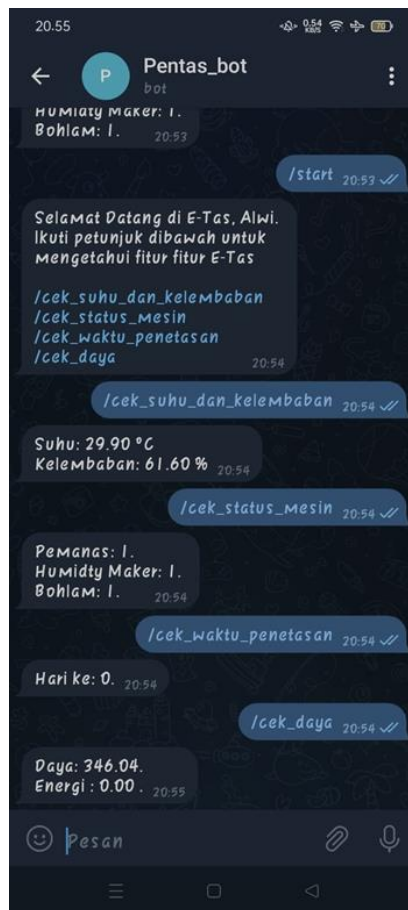 20.55
0.54 KB/S
70
P
Pentas_bot
bot
Humidty Maker: 1.
Bohlam: 1.
20:53
/start 20:53
Selamat Datang di E-Tas, Alwi.
Ikuti petunjuk dibawah untuk
mengetahui fitur fitur E-Tas
/cek_suhu_dan_kelembaban
/cek_status_mesin
/cek_waktu_penetasan
/cek_daya
20:54
/cek_suhu_dan_kelembaban 20:54
Suhu: 29.90 °C
Kelembaban: 61.60 % 20:54
/cek_status_mesin 20:54
Pemanas: 1.
Humidty Maker: 1.
Bohlam: 1.
20:54
/cek_waktu_penetasan 20:54
Hari ke: 0. 20:54
/cek_daya 20:54
Daya: 346.04.
Energi : 0.00 . 20:55
Pesan